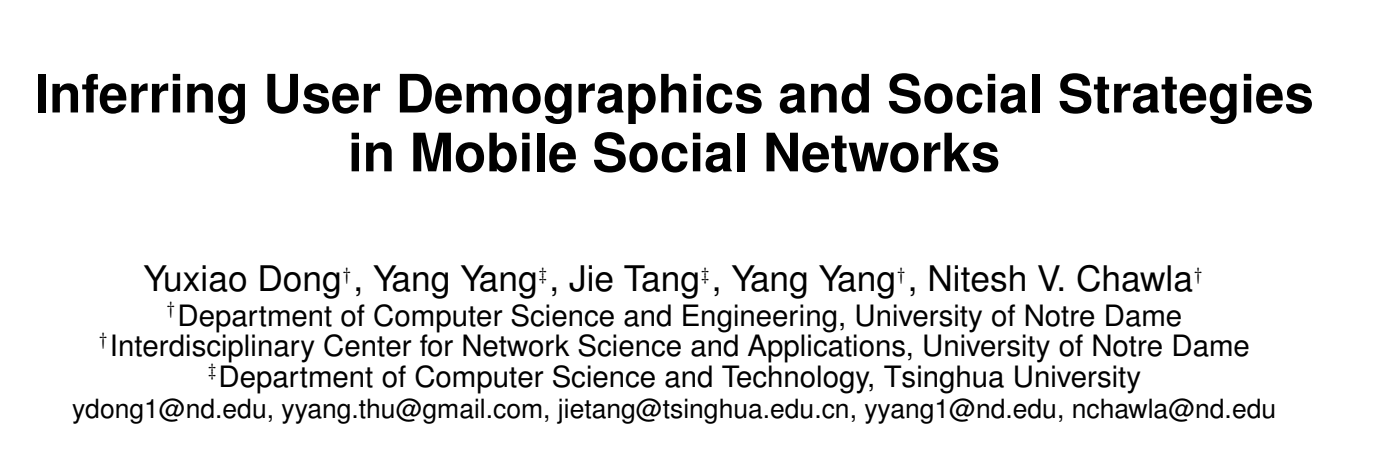 Inferring User Demographics and Social Strategies
in Mobile Social Networks
Yuxiao Dong†, Yang Yang‡, Jie Tang‡, Yang Yang†, Nitesh V. Chawla†
†Department of Computer Science and Engineering, University of Notre Dame
†Interdisciplinary Center for Network Science and Applications, University of Notre Dame
‡Department of Computer Science and Technology, Tsinghua University
ydong1@nd.edu, yyang.thu@gmail.com, jietang@tsinghua.edu.cn, yyang1@nd.edu, nchawla@nd.edu